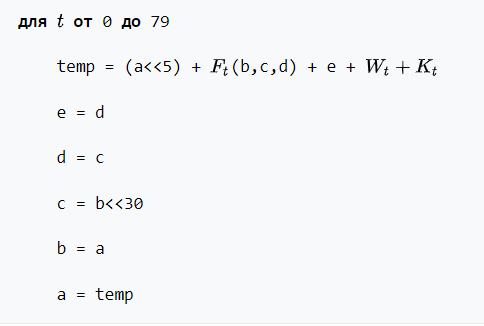 для t от 0 до 79
temp = (a<<5) + Fₜ(b,c,d) + e + Wₜ + Kₜ
e = d
d = c
c = b<<30
b = a
a = temp